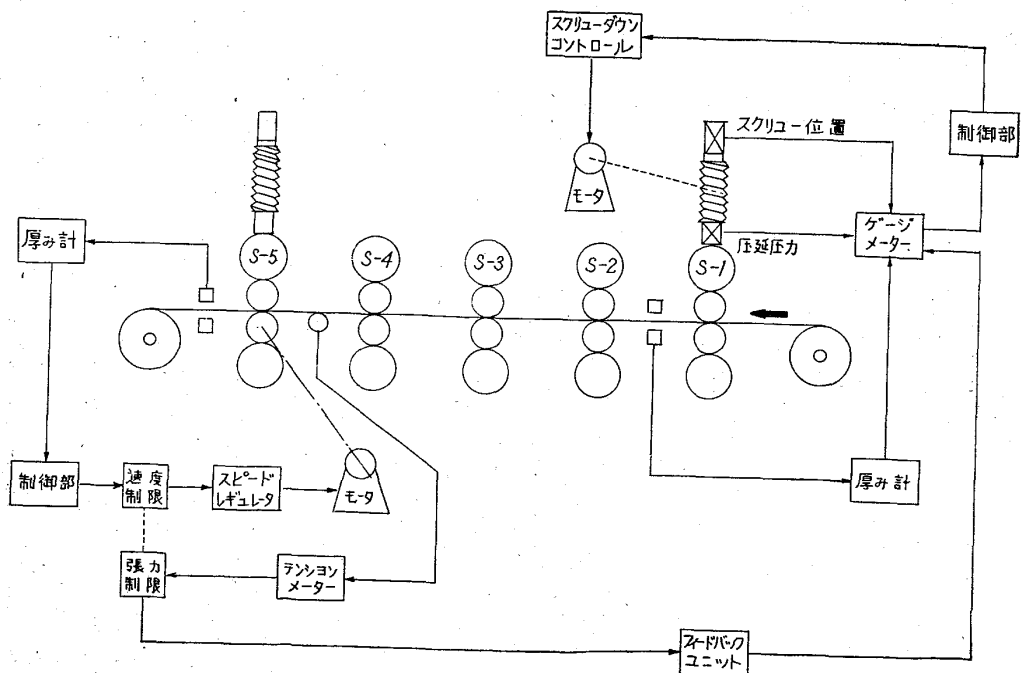 スクリューダウン
コントロール
スクリュー位置
制御部
モータ
ゲージ
メーター
圧延圧力
厚み計
S-5
S-4
S-3
S-2
S-1
厚み計
制御部
速度
制限
スピード
レギュレタ
モータ
張力
制限
テンシヨン
メーター
フィードバック
ユニット